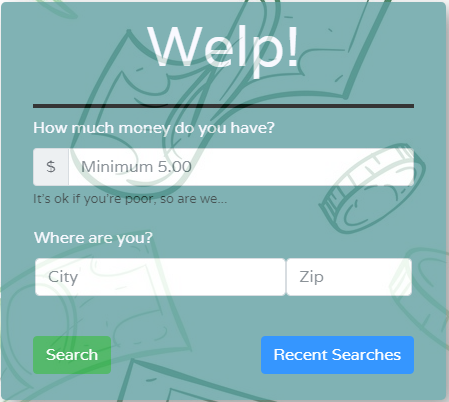 Welp!
How much money do you have?
$ Minimum 5.00
It's ok if you're poor, so are we...
Where are you?
City Zip
Search Recent Searches